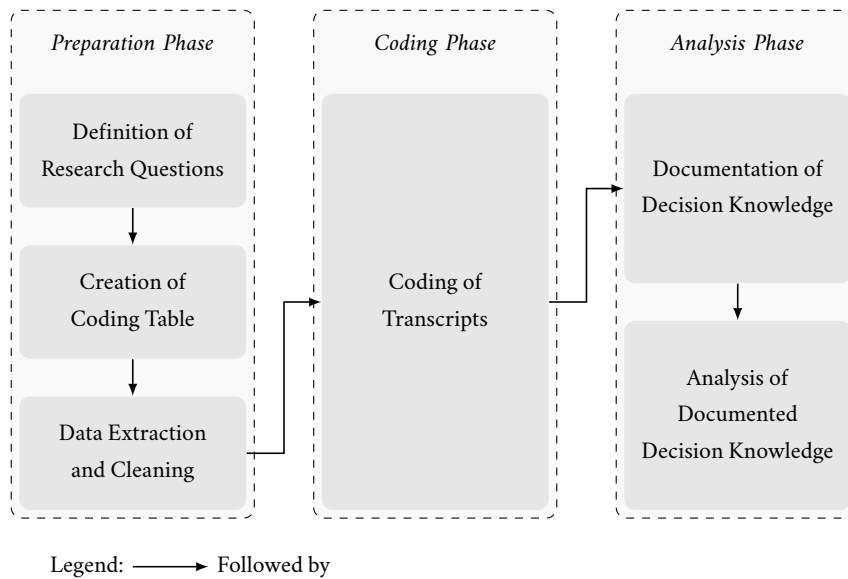 Preparation Phase
Definition of
Research Questions
Creation of
Coding Table
Data Extraction
and Cleaning
Coding Phase
Coding of
Transcripts
Analysis Phase
Documentation of
Decision Knowledge
Analysis of
Documented
Decision Knowledge
Legend: Followed by